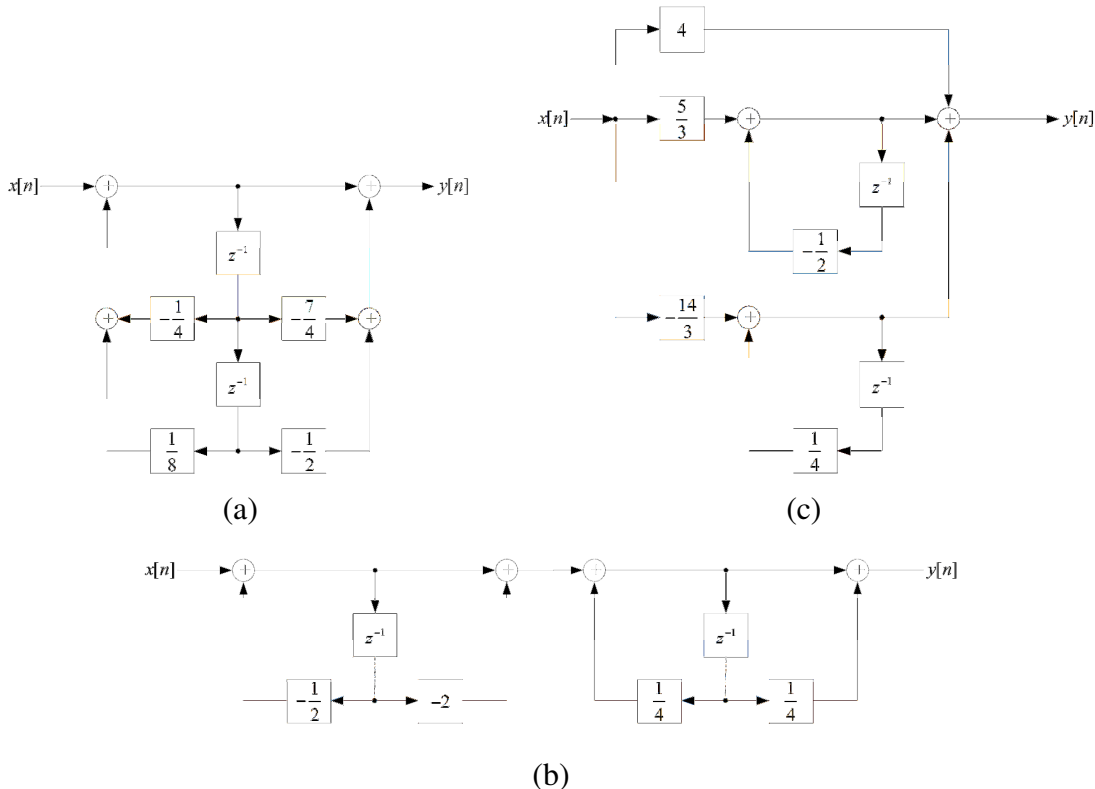 x[n]
y[n]
z⁻¹
-1/4
-7/4
z⁻¹
1/8
-1/2
(a)
4
x[n]
5/3
y[n]
-1/2
-14/3
z⁻¹
1/4
(c)
x[n]
y[n]
z⁻¹
z⁻¹
-1/2
-2
1/4
1/4
(b)